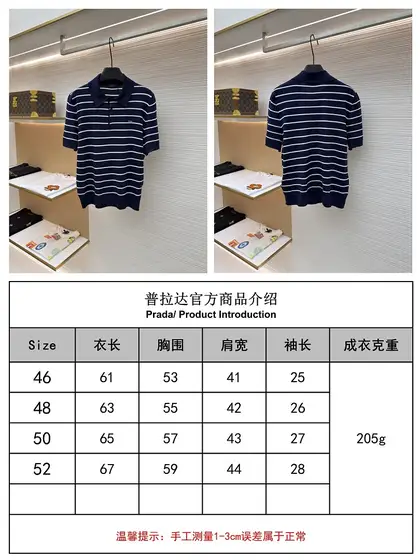 普拉达官方商品介绍
Prada/ Product Introduction
Size 衣长 胸围 肩宽 袖长 成衣克重
46 61 53 41 25
48 63 55 42 26
50 65 57 43 27
205g
52 67 59 44 28
温馨提示: 手工测量1-3cm误差属于正常